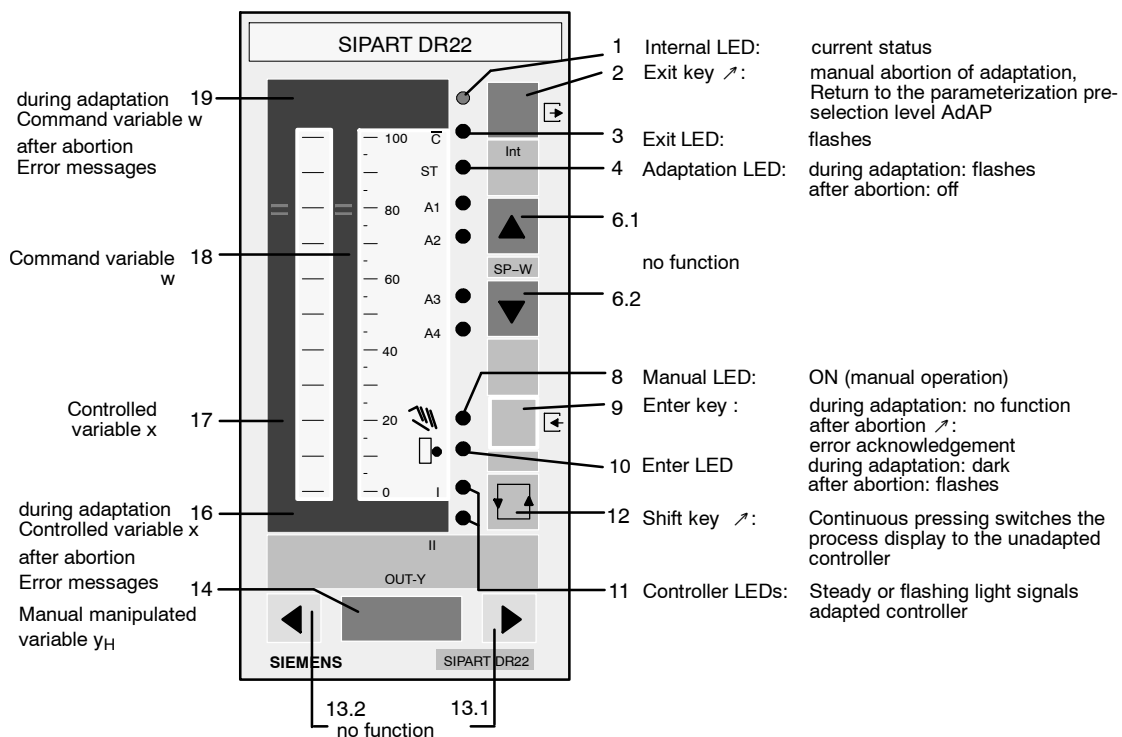 SIPART DR22
1 Internal LED: current status
2 Exit key ↗: manual abortion of adaptation,
Return to the parameterization pre-
selection level AdAP
3 Exit LED: flashes
4 Adaptation LED: during adaptation: flashes
after abortion: off
6.1
no function
6.2
8 Manual LED: ON (manual operation)
9 Enter key : during adaptation: no function
after abortion ↗:
error acknowledgement
10 Enter LED during adaptation: dark
after abortion: flashes
12 Shift key ↗: Continuous pressing switches the
process display to the unadapted
controller
11 Controller LEDs: Steady or flashing light signals
adapted controller
during adaptation 19
Command variable w
after abortion
Error messages
Command variable 18
w
Controlled 17
variable x
during adaptation 16
Controlled variable x
after abortion
Error messages 14
Manual manipulated
variable yH
100
80
60
40
20
0
C̅
ST
A1
A2
A3
A4
I
II
Int
SP–W
OUT-Y
SIEMENS
SIPART DR22
13.2 13.1
no function